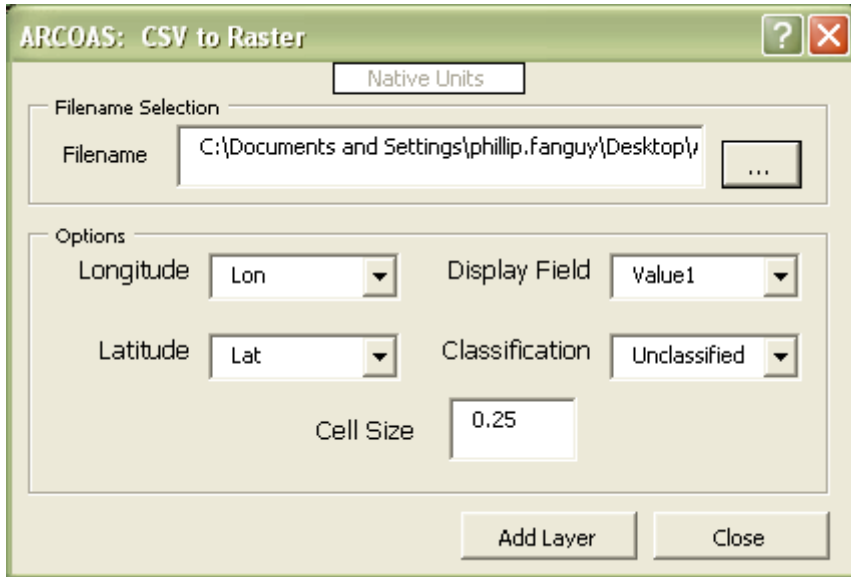 ARCOAS: CSV to Raster
?
Native Units
Filename Selection
Filename C:\Documents and Settings\phillip.fanguy\Desktop\
...
Options
Longitude Lon Display Field Value1
Latitude Lat Classification Unclassified
Cell Size 0.25
Add Layer Close